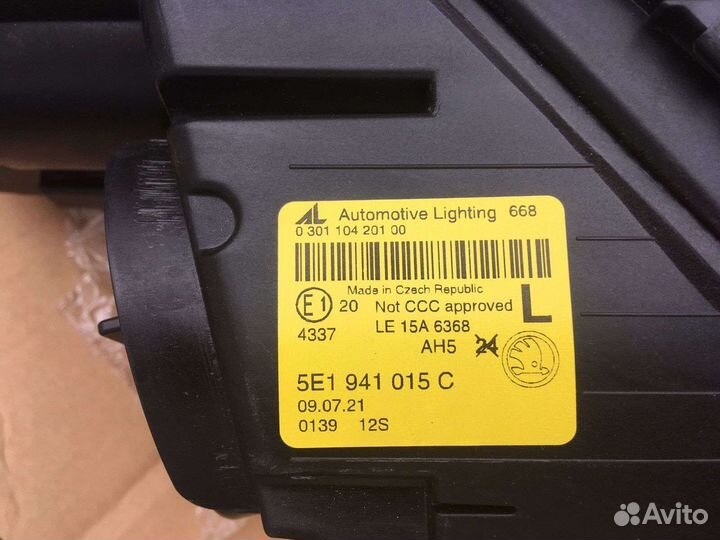 AL Automotive Lighting 668
0 301 104 201 00
Made in Czech Republic
E1 20 Not CCC approved L
4337 LE 15A 6368
AH5 24
5E1 941 015 C
09.07.21
0139 12S
Avito